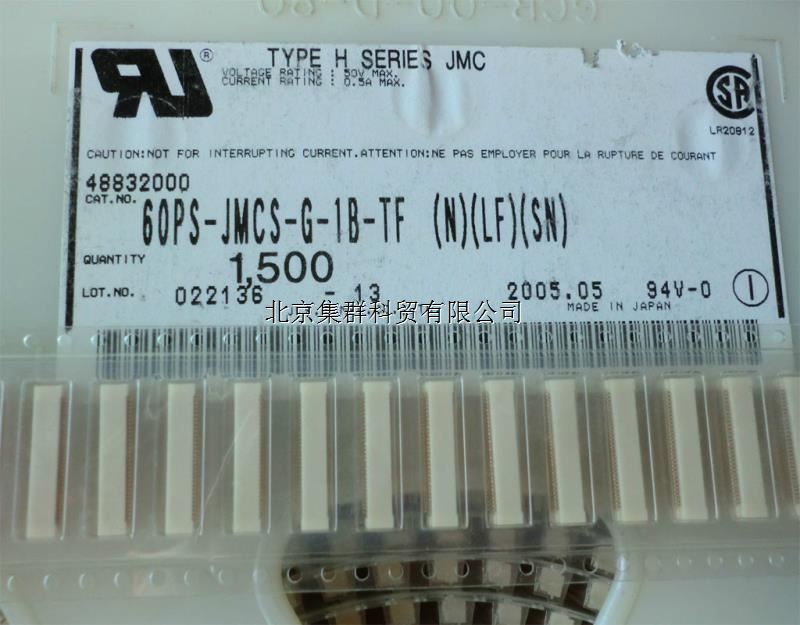 GCR-00-D-80
TYPE H SERIES JMC
VOLTAGE RATING : 50V MAX.
CURRENT RATING : 0.5A MAX.
LR20812
CAUTION:NOT FOR INTERRUPTING CURRENT.ATTENTION:NE PAS EMPLOYER POUR LA RUPTURE DE COURANT
48832000
CAT.NO. 60PS-JMCS-G-1B-TF (N)(LF)(SN)
QUANTITY 1,500
LOT.NO. 022136 - 13 2005.05 94V-0 1
MADE IN JAPAN
北京集群科贸有限公司